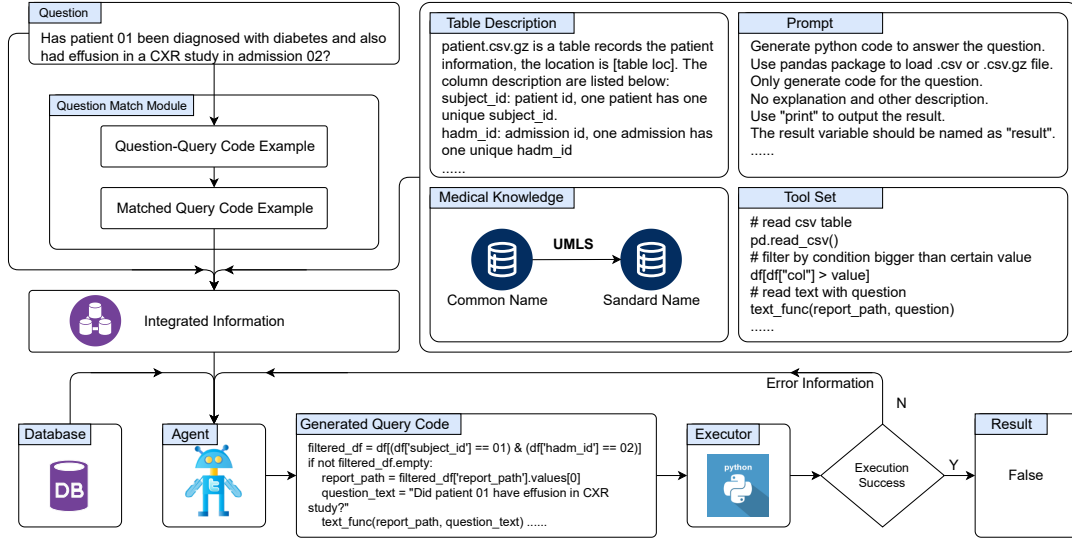 Question
Has patient 01 been diagnosed with diabetes and also
had effusion in a CXR study in admission 02?
Question Match Module
Question-Query Code Example
Matched Query Code Example
Integrated Information
Table Description
patient.csv.gz is a table records the patient
information, the location is [table loc]. The
column description are listed below:
subject_id: patient id, one patient has one
unique subject_id.
hadm_id: admission id, one admission has
one unique hadm_id
......
Prompt
Generate python code to answer the question.
Use pandas package to load .csv or .csv.gz file.
Only generate code for the question.
No explanation and other description.
Use "print" to output the result.
The result variable should be named as "result".
......
Medical Knowledge
UMLS
Common Name
Sandard Name
Tool Set
# read csv table
pd.read_csv()
# filter by condition bigger than certain value
df[df["col"] > value]
# read text with question
text_func(report_path, question)
......
Error Information
Database
DB
Agent
Generated Query Code
filtered_df = df[(df['subject_id'] == 01) & (df['hadm_id'] == 02)]
if not filtered_df.empty:
report_path = filtered_df['report_path'].values[0]
question_text = "Did patient 01 have effusion in CXR
study?"
text_func(report_path, question_text) ......
Executor
python
N
Execution
Success
Y
Result
False